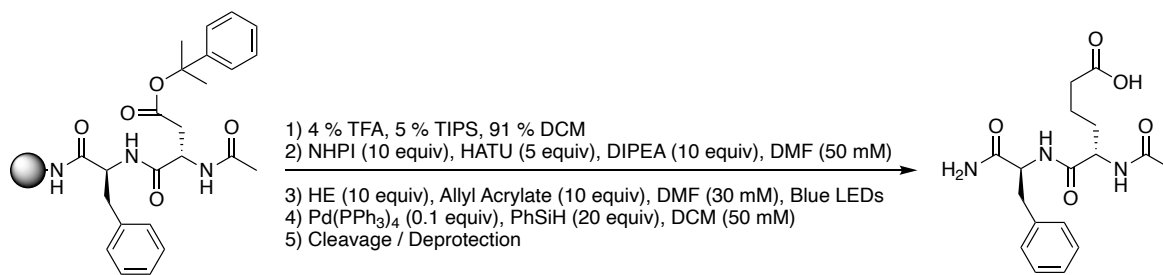 1) 4 % TFA, 5 % TIPS, 91 % DCM
2) NHPI (10 equiv), HATU (5 equiv), DIPEA (10 equiv), DMF (50 mM)
3) HE (10 equiv), Allyl Acrylate (10 equiv), DMF (30 mM), Blue LEDs
4) Pd(PPh3)4 (0.1 equiv), PhSiH (20 equiv), DCM (50 mM)
5) Cleavage / Deprotection
O
O
O
H
N
N
H
O
N
H
O
O
OH
O
H2N
H
N
O
N
H
O